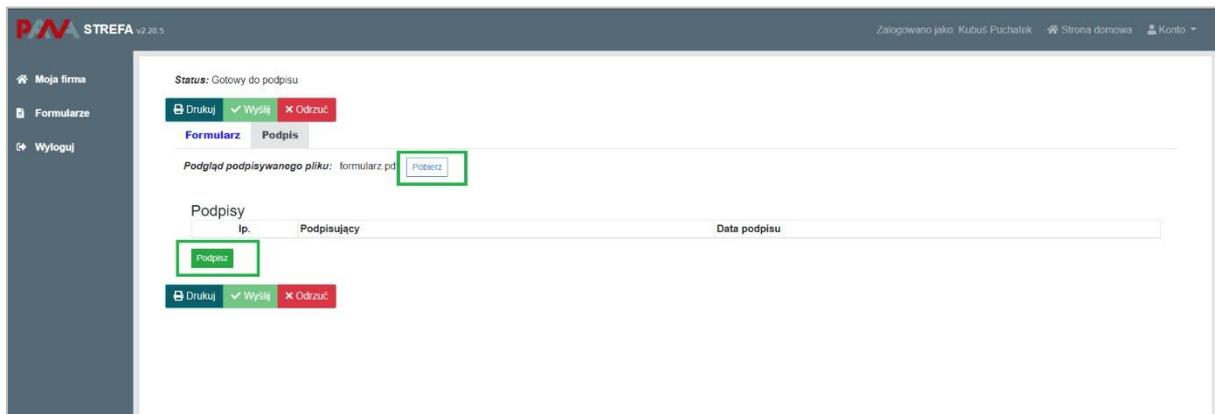 PANA STREFA v2.20.5 Zalogowano jako: Kubuś Puchatek Strona domowa Konto
Moja firma
Formularze
Wyloguj
Status: Gotowy do podpisu
Drukuj Wyślij Odrzuć
Formularz Podpis
Podgląd podpisywanego pliku: formularz.pd Pobierz
Podpisy
lp. Podpisujący Data podpisu
Podpisz
Drukuj Wyślij Odrzuć